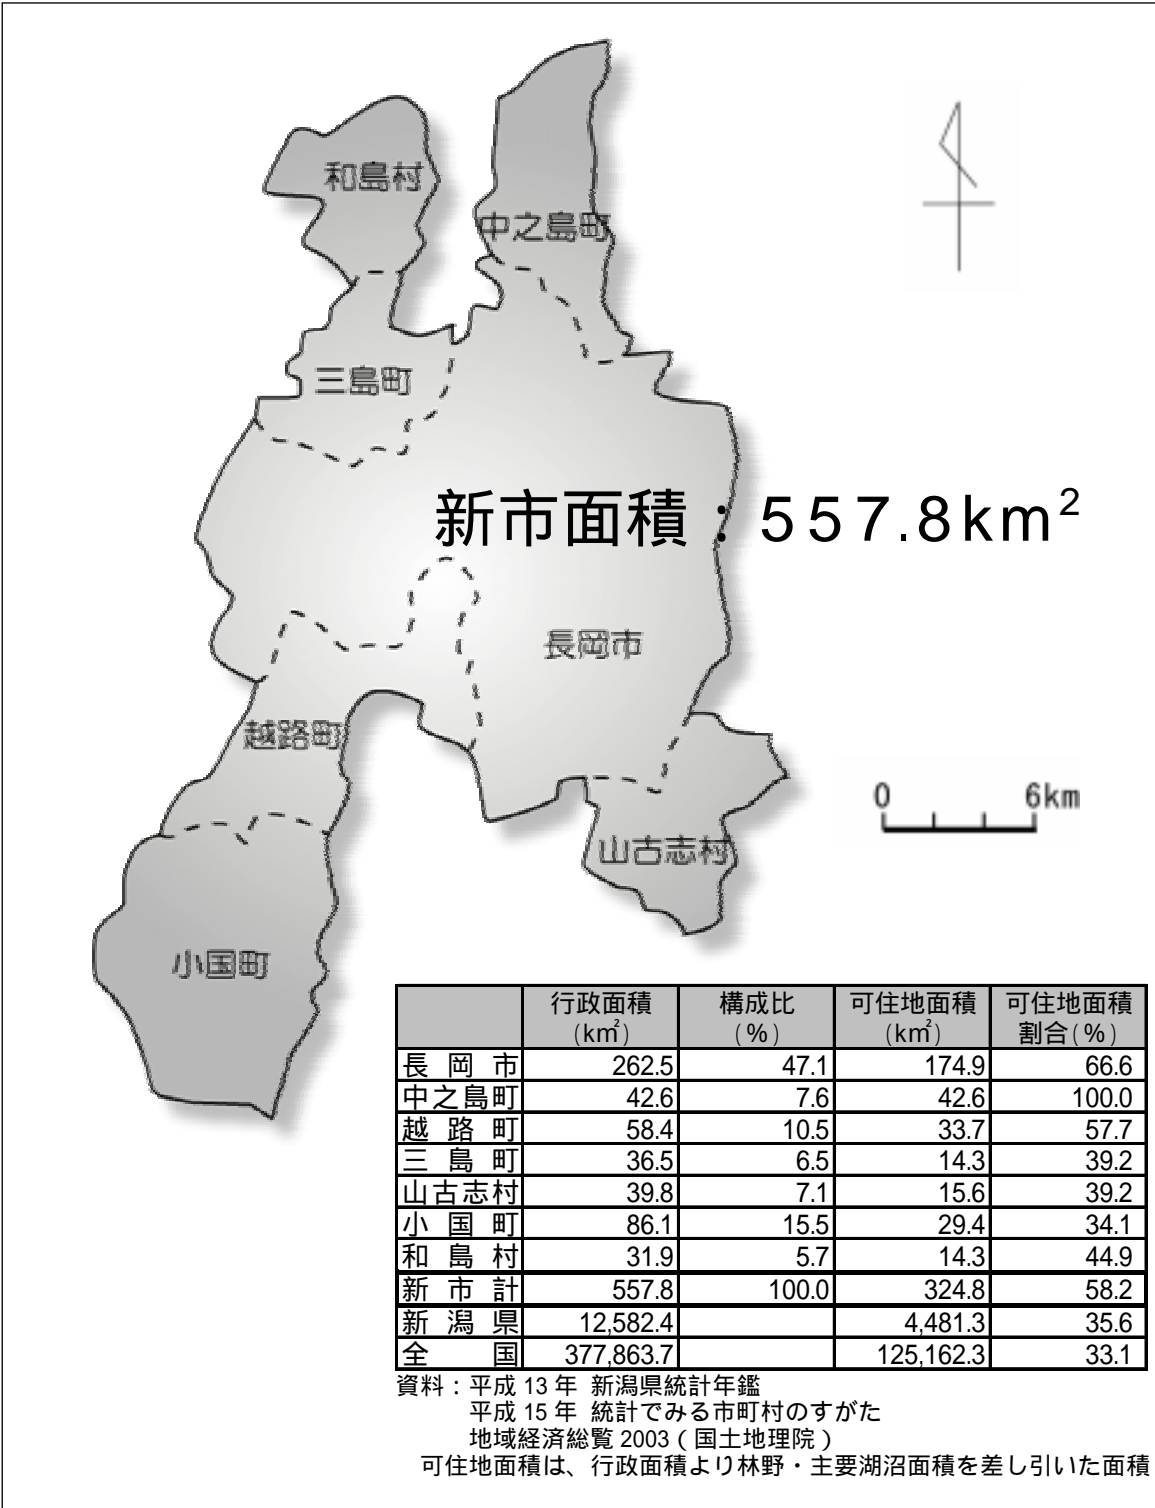 和島村
中之島町
三島町
新市面積：557.8km²
長岡市
越路町
0 6km
山古志村
小国町
行政面積(k㎡) 構成比(%) 可住地面積(k㎡) 可住地面積割合(%)
長岡市 262.5 47.1 174.9 66.6
中之島町 42.6 7.6 42.6 100.0
越路町 58.4 10.5 33.7 57.7
三島町 36.5 6.5 14.3 39.2
山古志村 39.8 7.1 15.6 39.2
小国町 86.1 15.5 29.4 34.1
和島村 31.9 5.7 14.3 44.9
新市計 557.8 100.0 324.8 58.2
新潟県 12,582.4 4,481.3 35.6
全国 377,863.7 125,162.3 33.1
資料：平成13年 新潟県統計年鑑
平成15年 統計でみる市町村のすがた
地域経済総覧2003（国土地理院）
可住地面積は、行政面積より林野・主要湖沼面積を差し引いた面積